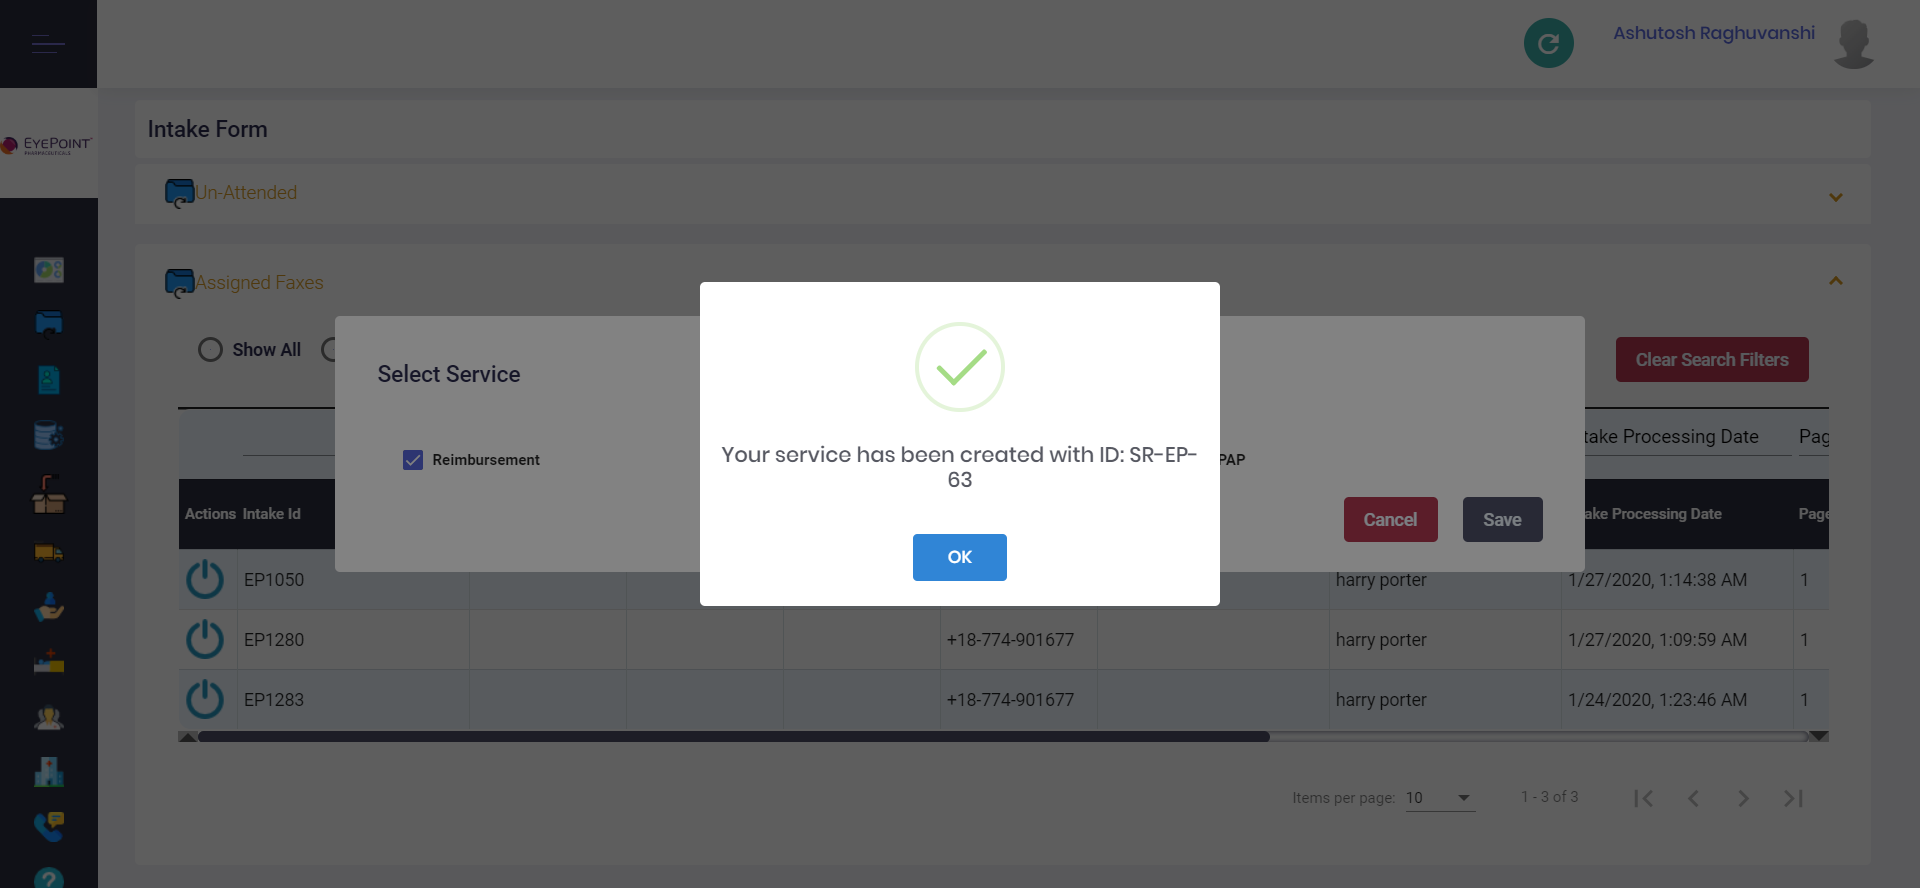 Ashutosh Raghuvanshi
Intake Form
EYEPOINT
PHARMACEUTICALS
Un-Attended
Assigned Faxes
Show All
Clear Search Filters
Select Service
Your service has been created with ID: SR-EP-
63
take Processing Date Pag
Reimbursement
PAP
Cancel Save
OK
Actions Intake Id
ake Processing Date Page
EP1050 harry porter 1/27/2020, 1:14:38 AM 1
EP1280 +18-774-901677 harry porter 1/27/2020, 1:09:59 AM 1
EP1283 +18-774-901677 harry porter 1/24/2020, 1:23:46 AM 1
Items per page: 10 1 - 3 of 3